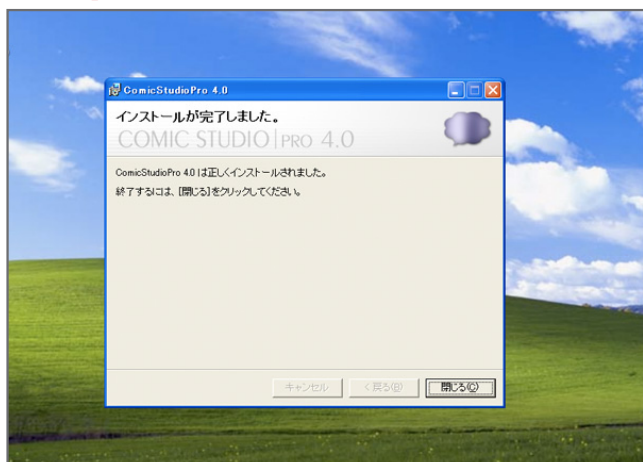 ComicStudioPro 4.0
インストールが完了しました。
COMIC STUDIO | PRO 4.0
ComicStudioPro 4.0 は正しくインストールされました。
終了するには、[閉じる]をクリックしてください。
キャンセル
< 戻る(B)
閉じる(C)